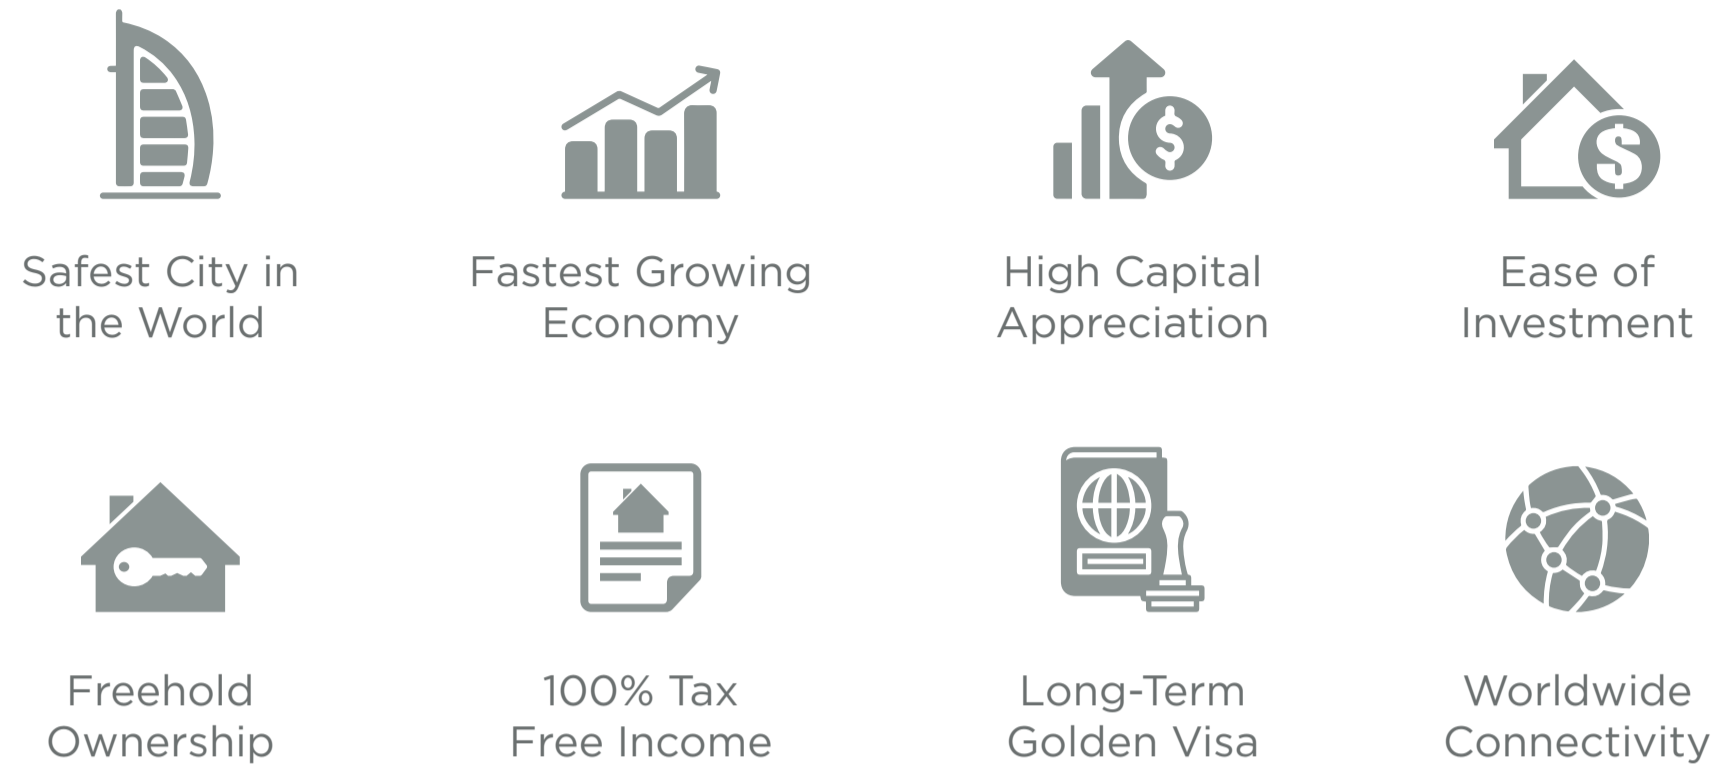 Safest City in
the World
Fastest Growing
Economy
High Capital
Appreciation
Ease of
Investment
Freehold
Ownership
100% Tax
Free Income
Long-Term
Golden Visa
Worldwide
Connectivity